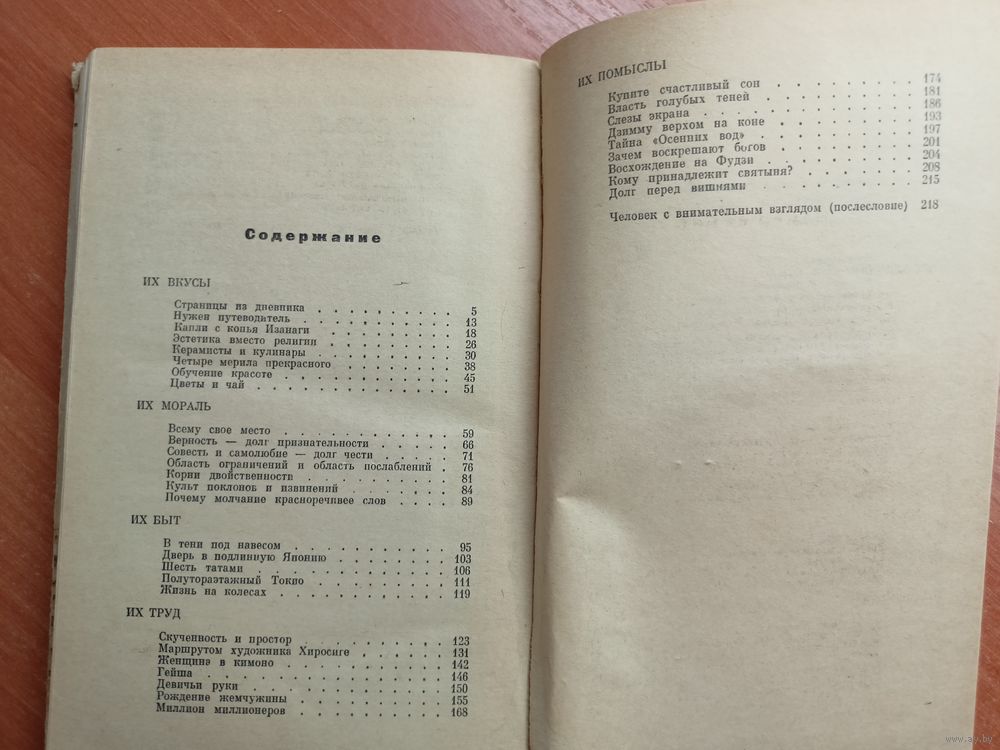 Содержание
ИХ ВКУСЫ
Страницы из дневника . . . . . . . . . 5
Нужен путеводитель . . . . . . . . . 13
Капли с копья Изанаги . . . . . . . . 18
Эстетика вместо религии . . . . . . . . 26
Керамисты и кулинары . . . . . . . . . 30
Четыре мерила прекрасного . . . . . . . 38
Обучение красоте . . . . . . . . . . 45
Цветы и чай . . . . . . . . . . . . 51
ИХ МОРАЛЬ
Всему свое место . . . . . . . . . . 59
Верность — долг признательности . . . . . 66
Совесть и самолюбие — долг чести . . . . . 71
Область ограничений и область послаблений . 76
Корни двойственности . . . . . . . . . 81
Культ поклонов и извинений . . . . . . . 84
Почему молчание красноречивее слов . . . . 89
ИХ БЫТ
В тени под навесом . . . . . . . . . 95
Дверь в подлинную Японию . . . . . . . 103
Шесть татами . . . . . . . . . . . 106
Полутораэтажный Токио . . . . . . . . 111
Жизнь на колесах . . . . . . . . . . 119
ИХ ТРУД
Скученность и простор . . . . . . . . 123
Маршрутом художника Хиросиге . . . . . . 131
Женщина в кимоно . . . . . . . . . . 142
Гейша . . . . . . . . . . . . . 146
Девичьи руки . . . . . . . . . . . 150
Рождение жемчужины . . . . . . . . . 155
Миллион миллионеров . . . . . . . . . 168
ИХ ПОМЫСЛЫ
Купите счастливый сон . . . . . . . . 174
Власть голубых теней . . . . . . . . . 181
Слезы экрана . . . . . . . . . . . 186
Дзимму верхом на коне . . . . . . . . 193
Тайна «Осенних вод» . . . . . . . . . 197
Зачем воскрешают богов . . . . . . . . 201
Восхождение на Фудзи . . . . . . . . . 204
Кому принадлежит святыня? . . . . . . . 208
Долг перед вишнями . . . . . . . . . 215
Человек с внимательным взглядом (послесловие) 218
www.ay.by